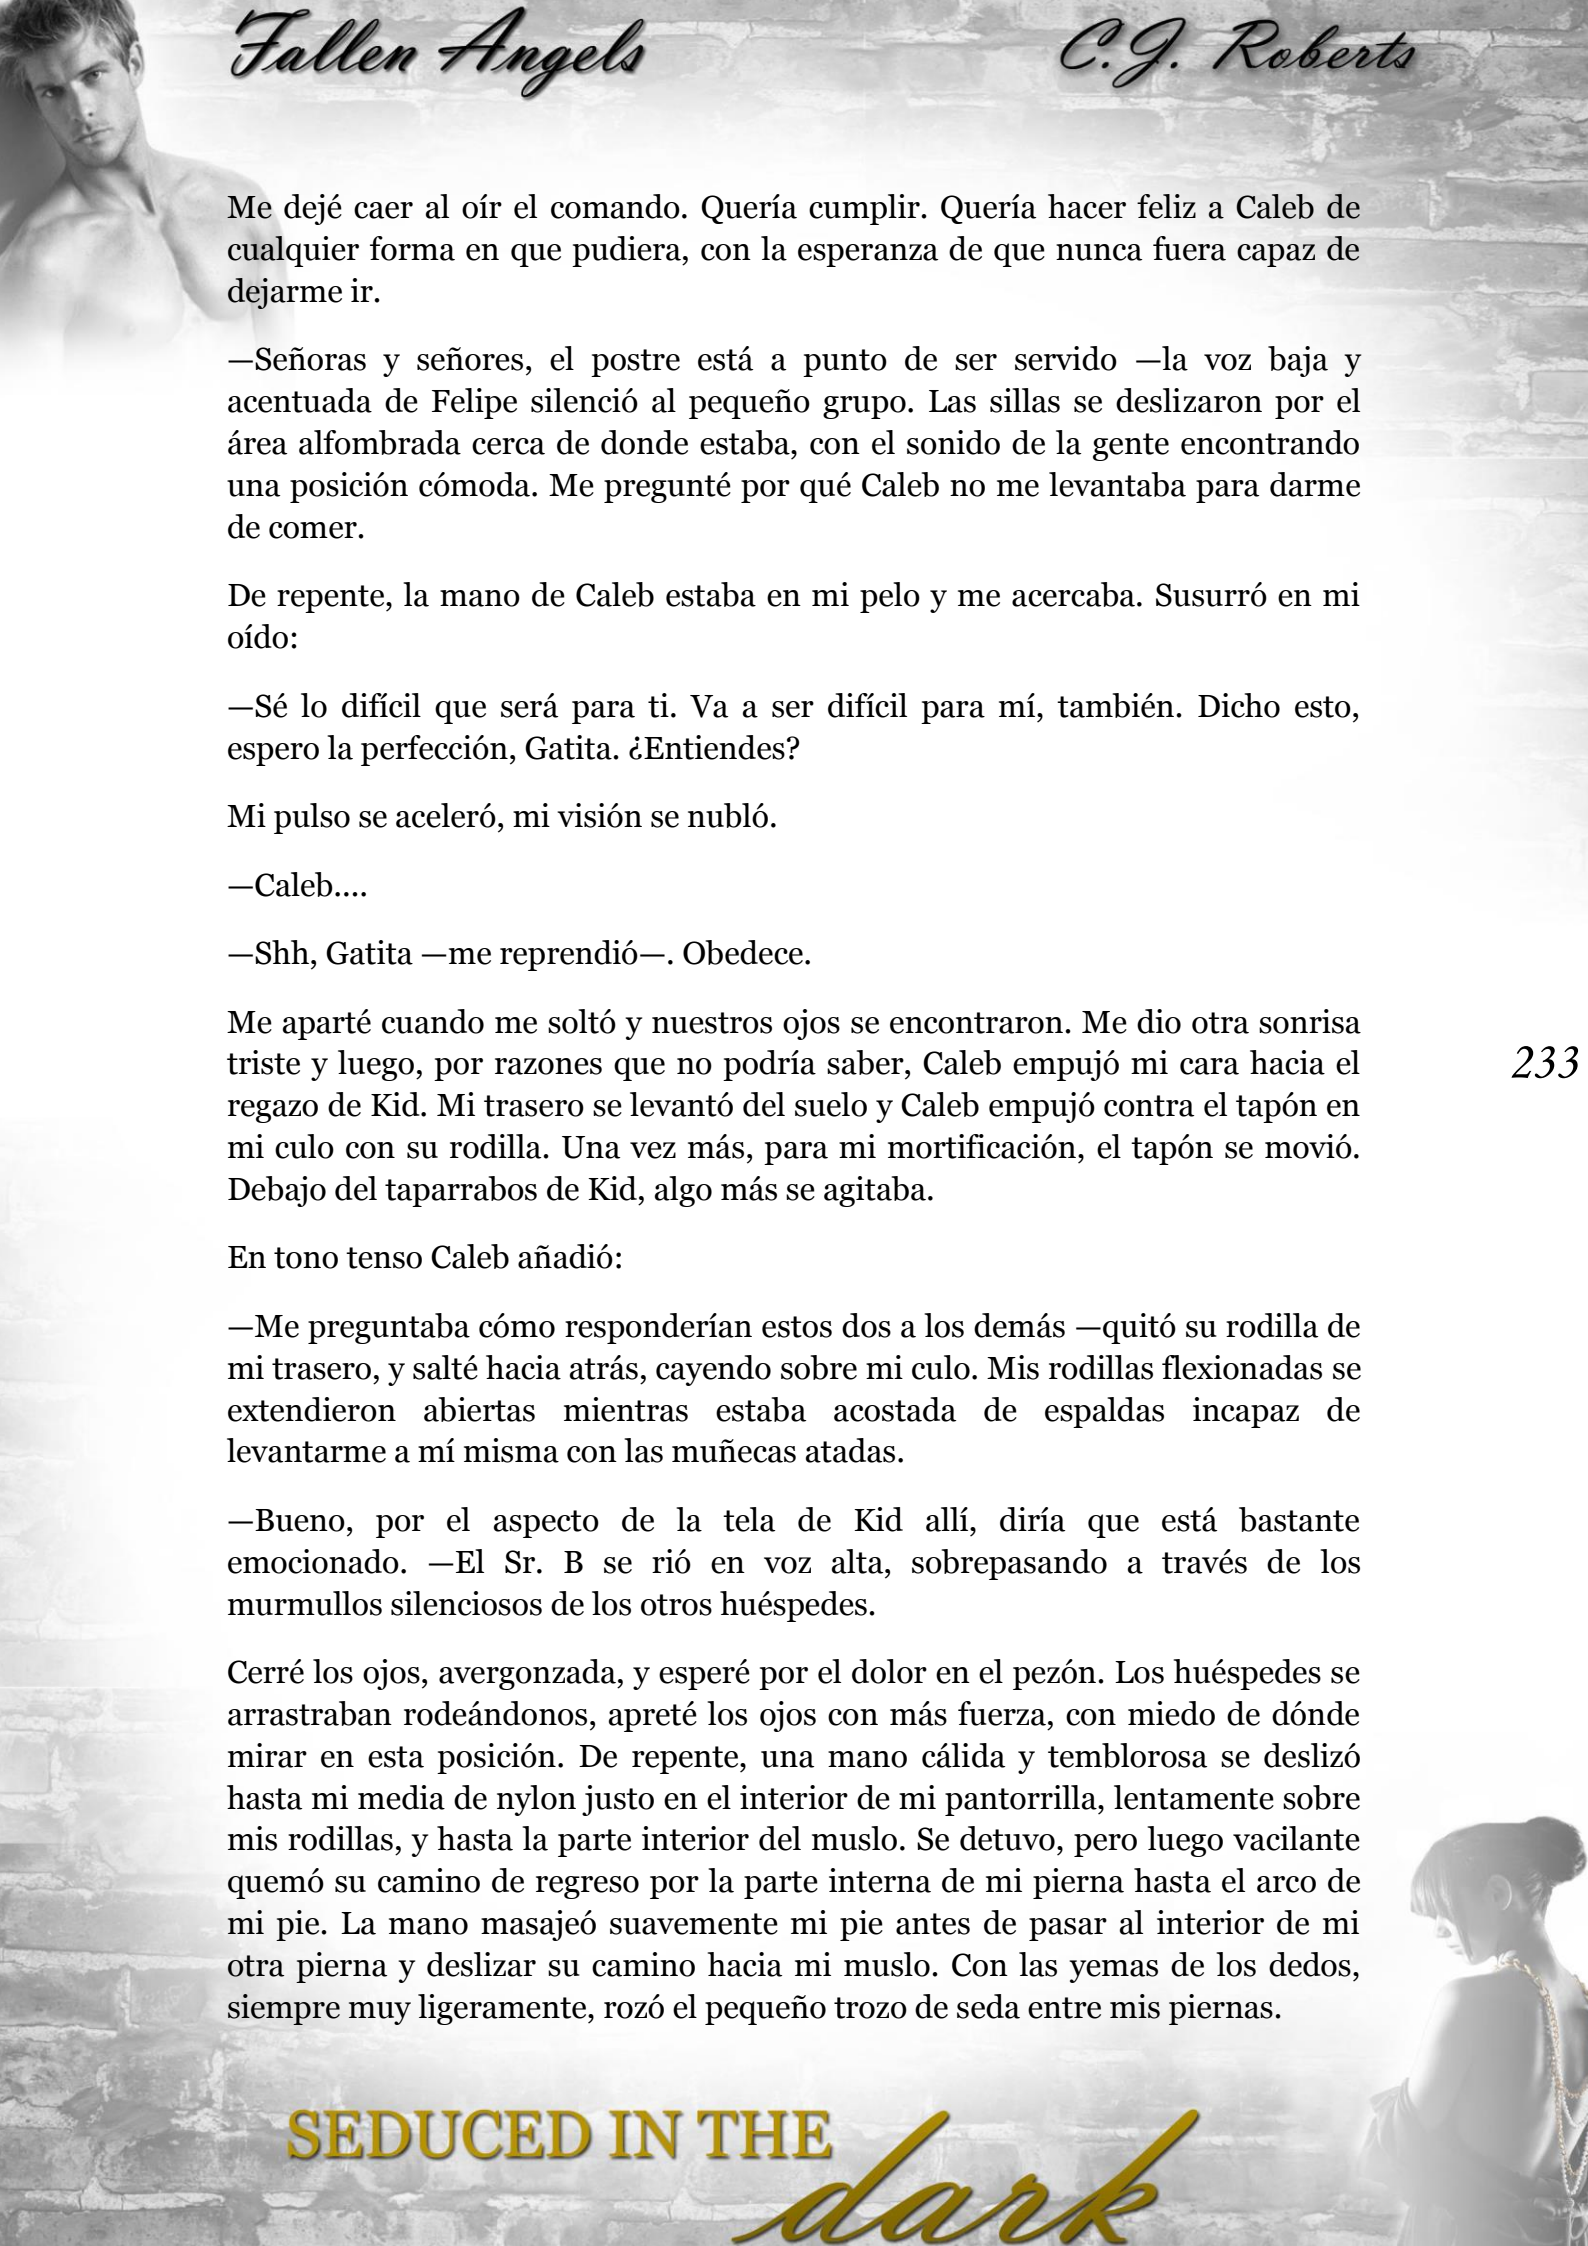 Fallen Angels
C.J. Roberts
Me dejé caer al oír el comando. Quería cumplir. Quería hacer feliz a Caleb de
cualquier forma en que pudiera, con la esperanza de que nunca fuera capaz de
dejarme ir.
—Señoras y señores, el postre está a punto de ser servido —la voz baja y
acentuada de Felipe silenció al pequeño grupo. Las sillas se deslizaron por el
área alfombrada cerca de donde estaba, con el sonido de la gente encontrando
una posición cómoda. Me pregunté por qué Caleb no me levantaba para darme
de comer.
De repente, la mano de Caleb estaba en mi pelo y me acercaba. Susurró en mi
oído:
—Sé lo difícil que será para ti. Va a ser difícil para mí, también. Dicho esto,
espero la perfección, Gatita. ¿Entiendes?
Mi pulso se aceleró, mi visión se nubló.
—Caleb....
—Shh, Gatita —me reprendió—. Obedece.
Me aparté cuando me soltó y nuestros ojos se encontraron. Me dio otra sonrisa
triste y luego, por razones que no podría saber, Caleb empujó mi cara hacia el
regazo de Kid. Mi trasero se levantó del suelo y Caleb empujó contra el tapón en
mi culo con su rodilla. Una vez más, para mi mortificación, el tapón se movió.
Debajo del taparrabos de Kid, algo más se agitaba.
En tono tenso Caleb añadió:
—Me preguntaba cómo responderían estos dos a los demás —quitó su rodilla de
mi trasero, y salté hacia atrás, cayendo sobre mi culo. Mis rodillas flexionadas se
extendieron abiertas mientras estaba acostada de espaldas incapaz de
levantarme a mí misma con las muñecas atadas.
—Bueno, por el aspecto de la tela de Kid allí, diría que está bastante
emocionado. —El Sr. B se rió en voz alta, sobrepasando a través de los
murmullos silenciosos de los otros huéspedes.
Cerré los ojos, avergonzada, y esperé por el dolor en el pezón. Los huéspedes se
arrastraban rodeándonos, apreté los ojos con más fuerza, con miedo de dónde
mirar en esta posición. De repente, una mano cálida y temblorosa se deslizó
hasta mi media de nylon justo en el interior de mi pantorrilla, lentamente sobre
mis rodillas, y hasta la parte interior del muslo. Se detuvo, pero luego vacilante
quemó su camino de regreso por la parte interna de mi pierna hasta el arco de
mi pie. La mano masajeó suavemente mi pie antes de pasar al interior de mi
otra pierna y deslizar su camino hacia mi muslo. Con las yemas de los dedos,
siempre muy ligeramente, rozó el pequeño trozo de seda entre mis piernas.
233
SEDUCED IN THE
dark